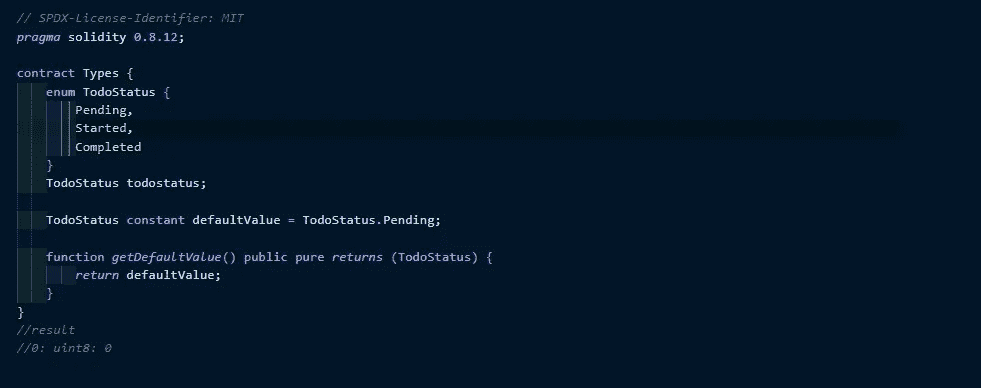 // SPDX-License-Identifier: MIT
pragma solidity 0.8.12;
contract Types {
enum TodoStatus {
Pending,
Started,
Completed
}
TodoStatus todostatus;
TodoStatus constant defaultValue = TodoStatus.Pending;
function getDefaultValue() public pure returns (TodoStatus) {
return defaultValue;
}
}
//result
//0: uint8: 0